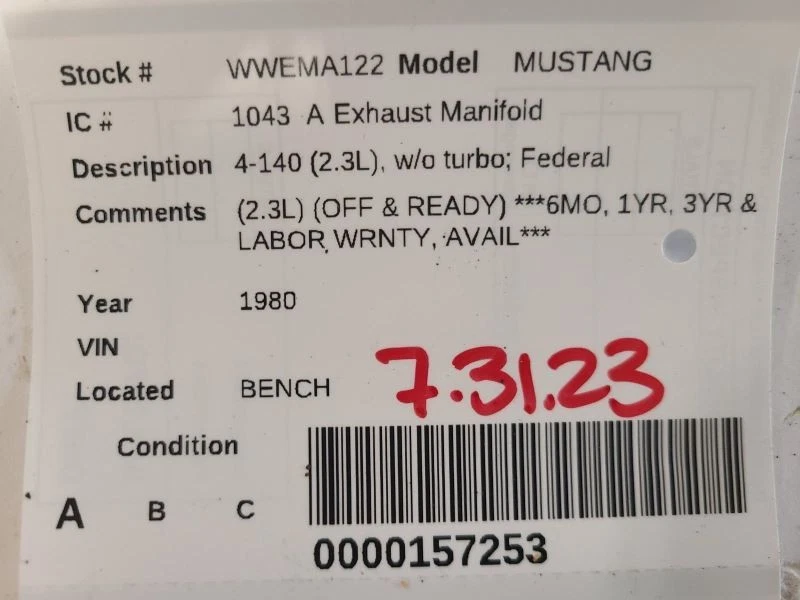 Stock # WWEMA122 Model MUSTANG
IC # 1043 A Exhaust Manifold
Description 4-140 (2.3L), w/o turbo; Federal
Comments (2.3L) (OFF & READY) ***6MO, 1YR, 3YR &
LABOR WRNTY, AVAIL***
Year 1980
VIN
Located BENCH
7.31.23
Condition
A B C
0000157253